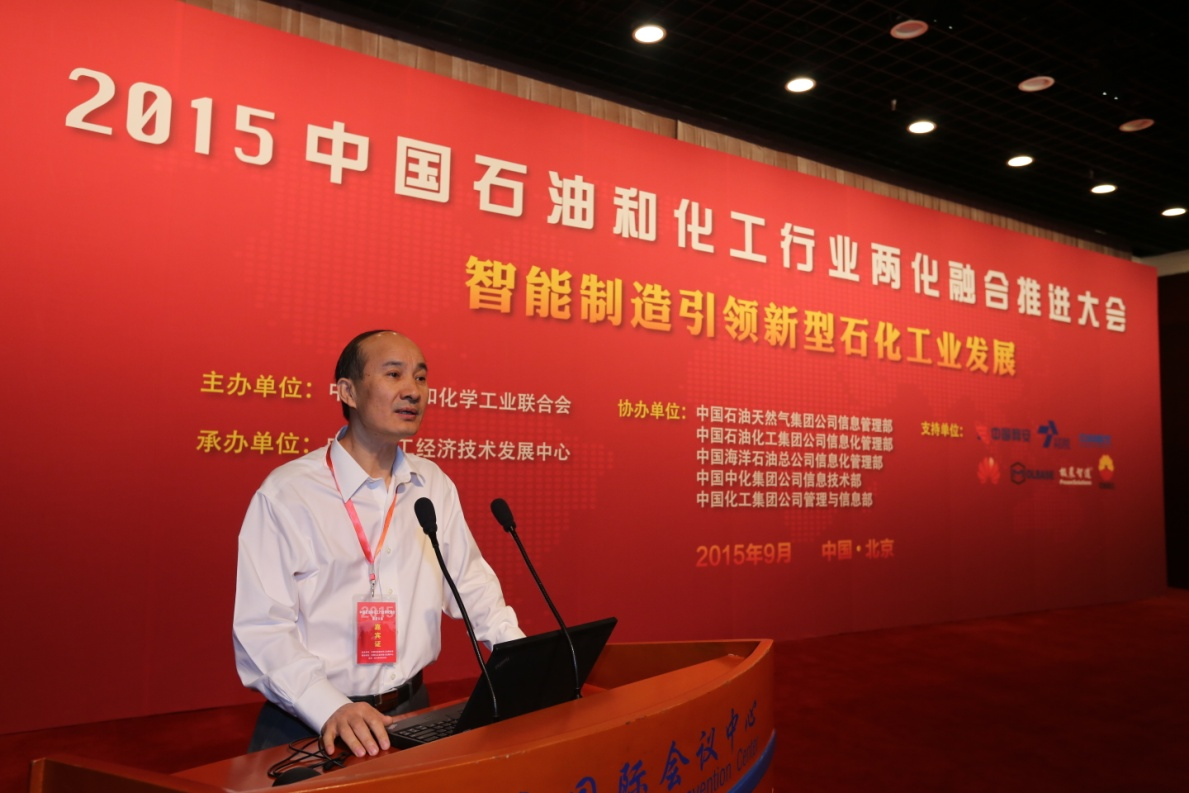 2015中国石油和化工行业两化融合推进大会
智能制造引领新型石化工业发展
主办单位：中 和化学工业联合会
承办单位： 工经济技术发展中心
协办单位：中国石油天然气集团公司信息管理部
中国石油化工集团公司信息化管理部
中国海洋石油总公司信息化管理部
中国中化集团公司信息技术部
中国化工集团公司管理与信息部
支持单位：
2015年9月 中国·北京
2015
嘉宾证
国际会议中心
vention Center